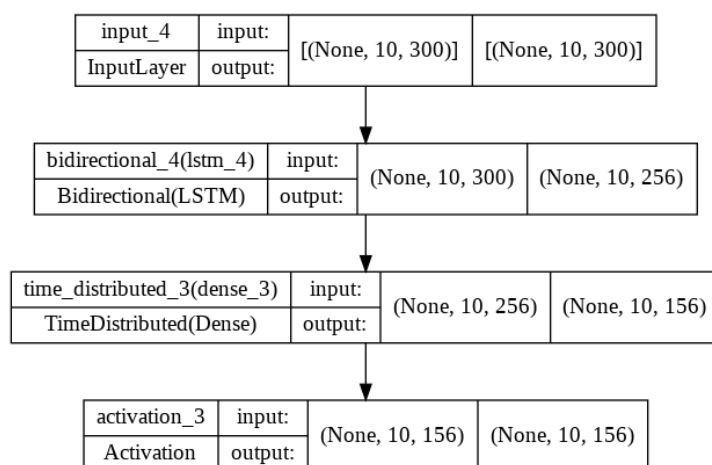 input_4 input: [(None, 10, 300)] [(None, 10, 300)]
InputLayer output:
bidirectional_4(lstm_4) input: (None, 10, 300) (None, 10, 256)
Bidirectional(LSTM) output:
time_distributed_3(dense_3) input: (None, 10, 256) (None, 10, 156)
TimeDistributed(Dense) output:
activation_3 input: (None, 10, 156) (None, 10, 156)
Activation output: